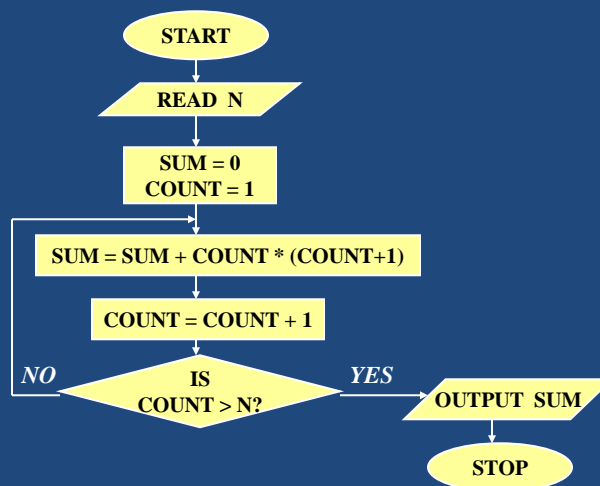 START
READ N
SUM = 0
COUNT = 1
SUM = SUM + COUNT * (COUNT+1)
COUNT = COUNT + 1
NO
IS
COUNT > N?
YES
OUTPUT SUM
STOP